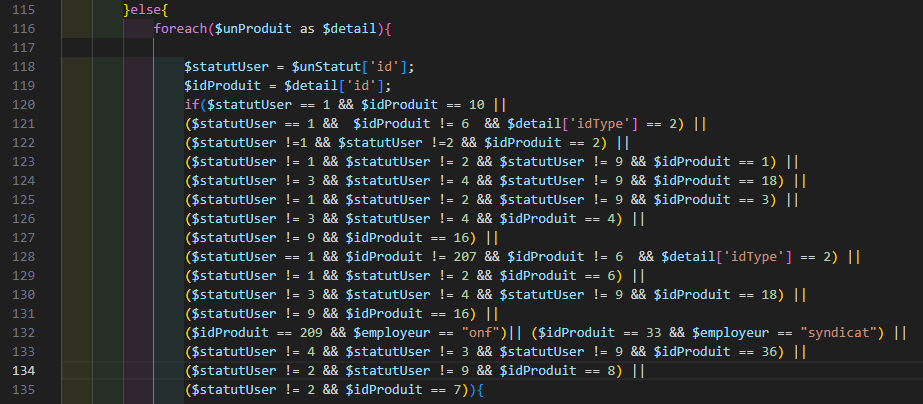 115 }else{
116 foreach($unProduit as $detail){
117
118 $statutUser = $unStatut['id'];
119 $idProduit = $detail['id'];
120 if($statutUser == 1 && $idProduit == 10 ||
121 ($statutUser == 1 &&  $idProduit != 6  && $detail['idType'] == 2) ||
122 ($statutUser !=1 && $statutUser !=2 && $idProduit == 2) ||
123 ($statutUser != 1 && $statutUser != 2 && $statutUser != 9 && $idProduit == 1) ||
124 ($statutUser != 3 && $statutUser != 4 && $statutUser != 9 && $idProduit == 18) ||
125 ($statutUser != 1 && $statutUser != 2 && $statutUser != 9 && $idProduit == 3) ||
126 ($statutUser != 3 && $statutUser != 4 && $idProduit == 4) ||
127 ($statutUser != 9 && $idProduit == 16) ||
128 ($statutUser == 1 && $idProduit != 207 && $idProduit != 6  && $detail['idType'] == 2) ||
129 ($statutUser != 1 && $statutUser != 2 && $idProduit == 6) ||
130 ($statutUser != 3 && $statutUser != 4 && $statutUser != 9 && $idProduit == 18) ||
131 ($statutUser != 9 && $idProduit == 16) ||
132 ($idProduit == 209 && $employeur == "onf")|| ($idProduit == 33 && $employeur == "syndicat") ||
133 ($statutUser != 4 && $statutUser != 3 && $statutUser != 9 && $idProduit == 36) ||
134 ($statutUser != 2 && $statutUser != 9 && $idProduit == 8) ||
135 ($statutUser != 2 && $idProduit == 7)){